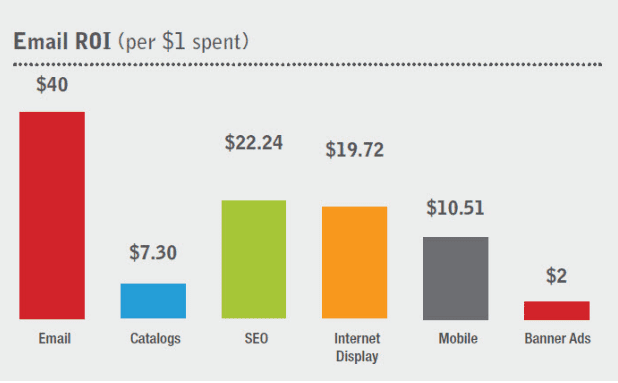 Email ROI (per $1 spent)
$40
$7.30
$22.24
$19.72
$10.51
$2
Email
Catalogs
SEO
Internet
Display
Mobile
Banner Ads